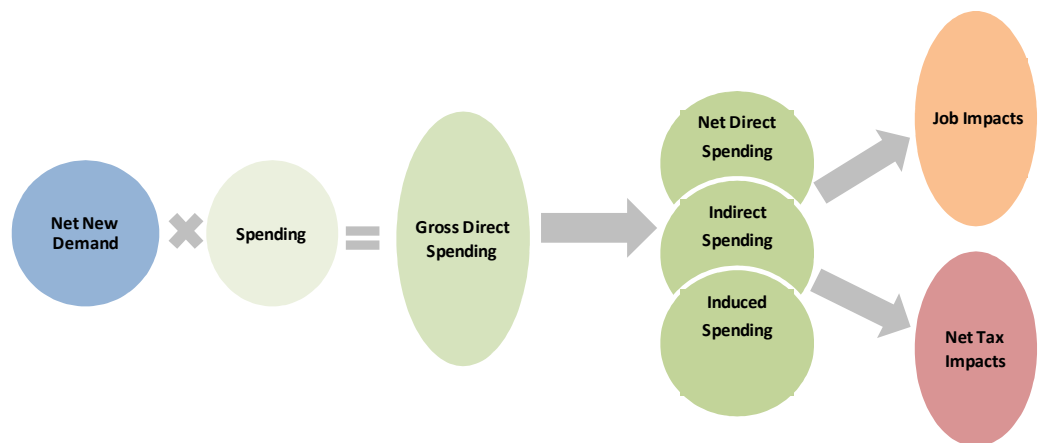 Net New
Demand
Spending
Gross Direct
Spending
Net Direct
Spending
Indirect
Spending
Induced
Spending
Job Impacts
Net Tax
Impacts